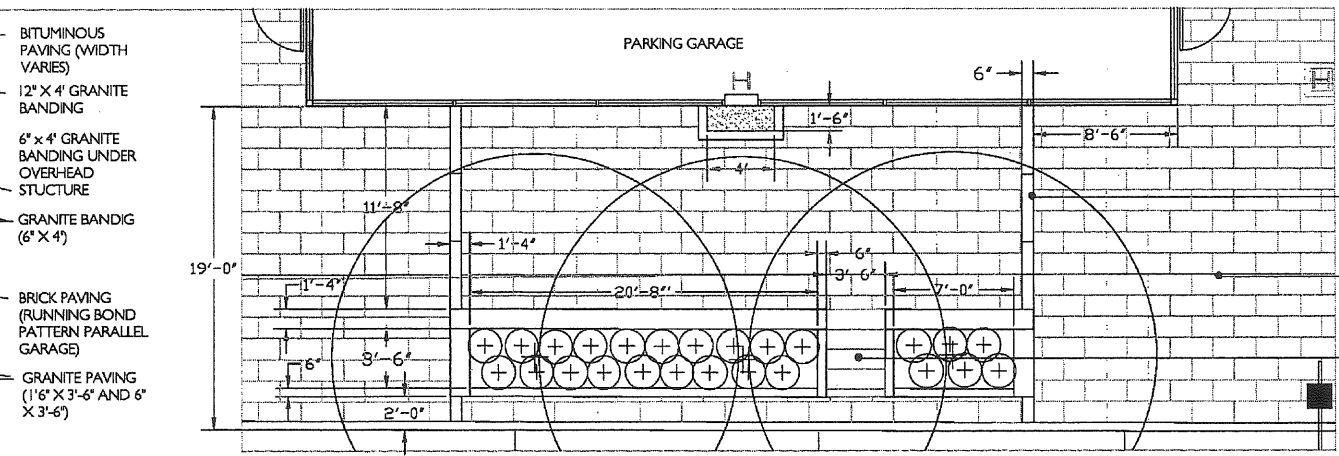 BITUMINOUS
PAVING (WIDTH
VARIES)
12" X 4' GRANITE
BANDING
6" x 4' GRANITE
BANDING UNDER
OVERHEAD
STUCTURE
GRANITE BANDIG
(6" X 4')
BRICK PAVING
(RUNNING BOND
PATTERN PARALLEL
GARAGE)
GRANITE PAVING
(1'6" X 3'-6" AND 6"
X 3'-6")
PARKING GARAGE
H
H
6"
1'-6"
8'-6"
4'
11'-8"
1'-4"
19'-0"
6"
3'-6"
1'-4"
20'-8"
7'-0"
6"
3'-6"
2'-0"